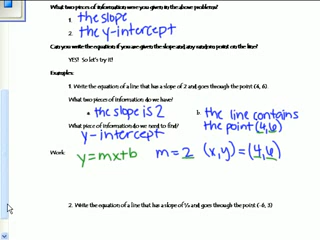 What two pieces of information were you given in the above problems?
1. the slope
2. the y-intercept
Can you write the equation if you are given the slope and any random point on the line?
YES! So let's try it!
Examples:
1. Write the equation of a line that has a slope of 2 and goes through the point (4, 6).
What two pieces of information do we have?
• the slope is 2
b. the line contains the point (4,6)
What piece of information do we need to find?
y-intercept
Work:
y=mx+b m=2 (x,y)=(4,6)
2. Write the equation of a line that has a slope of ⅓ and goes through the point (-6, 5)